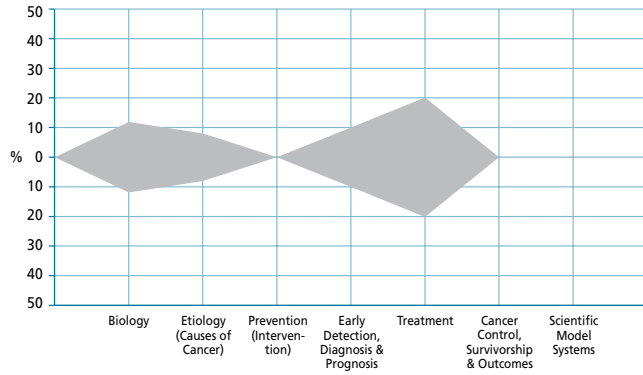 50
40
30
20
10
% 0
10
20
30
40
50
Biology
Etiology
(Causes of
Cancer)
Prevention
(Interven-
tion)
Early
Detection,
Diagnosis &
Prognosis
Treatment
Cancer
Control,
Survivorship
& Outcomes
Scientific
Model
Systems